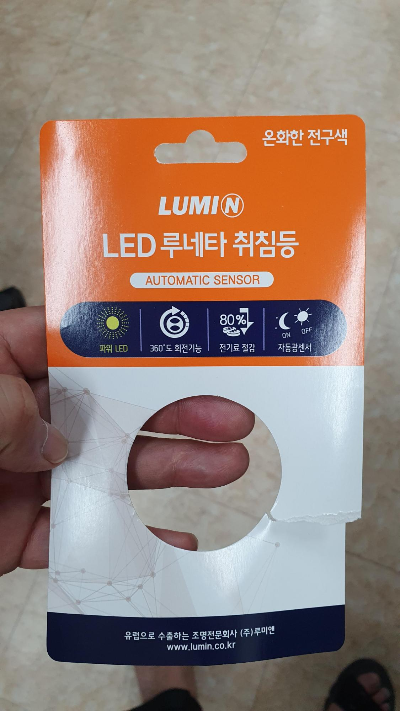 온화한 전구색
LUMIN
LED 루네타 취침등
AUTOMATIC SENSOR
80%
ON OFF
파워 LED 360°도 회전기능 전기료 절감 자동광센서
유럽으로 수출하는 조명전문회사 (주)루미앤
www.lumin.co.kr